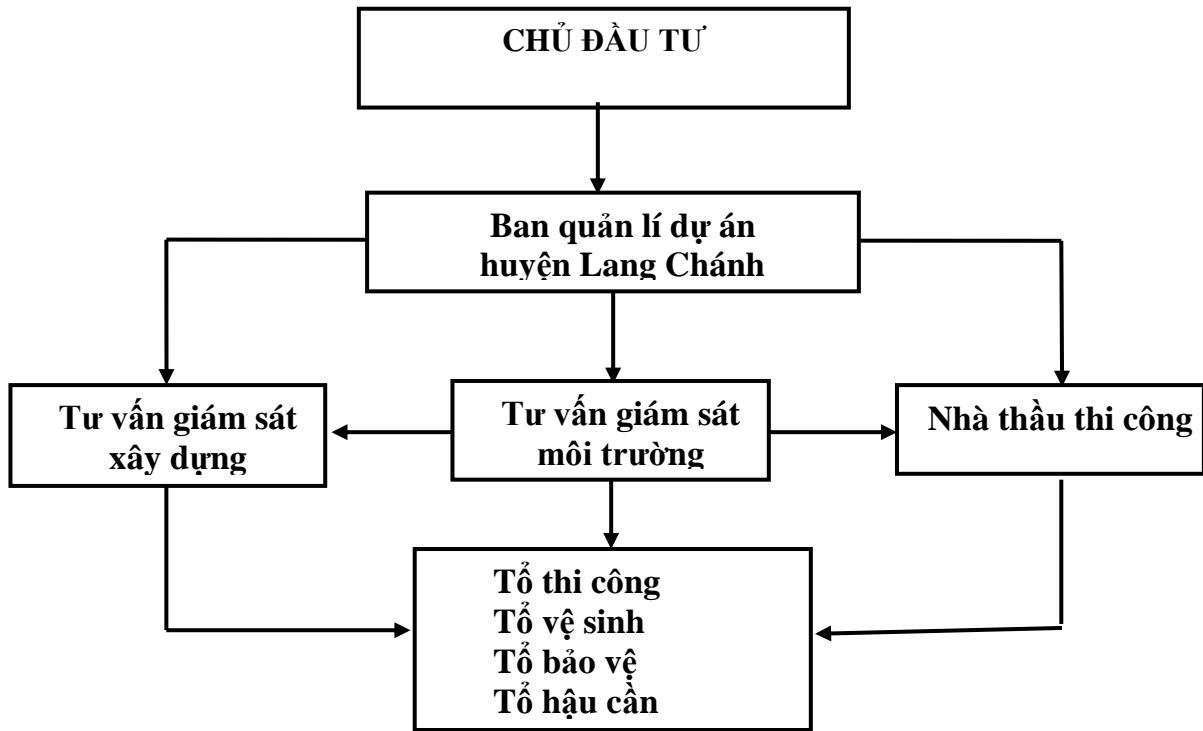 CHỦ ĐẦU TƯ
Ban quản lí dự án
huyện Lang Chánh
Tư vấn giám sát
xây dựng
Tư vấn giám sát
môi trường
Nhà thầu thi công
Tổ thi công
Tổ vệ sinh
Tổ bảo vệ
Tổ hậu cần